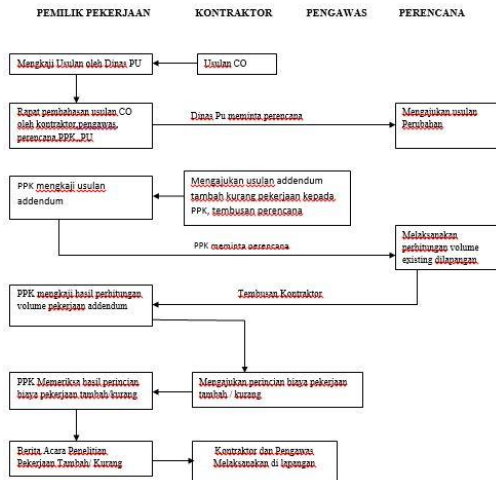 PEMILIK PEKERJAAN KONTRAKTOR PENGAWAS PERENCANA
Mengkaji Usulan oleh Dinas PU
Usulan CO
Rapat pembahasan usulan CO
oleh kontraktor,pengawas,
perencana,PPK,,PU
Dinas Pu meminta perencana
Mengajukan usulan
Perubahan
PPK mengkaji usulan
addendum
Mengajukan usulan addendum
tambah kurang pekerjaan kepada
PPK, tembusan perencana
PPK meminta perencana
Melaksanakan
perhitungan volume
existing dilapangan
PPK mengkaji hasil perhitungan
volume pekerjaan addendum
Tembusan Kontraktor
PPK Memeriksa hasil perincian
biaya pekerjaan tambah/kurang
Mengajukan perincian biaya pekerjaan
tambah / kurang
Berita Acara Penelitian
Pekerjaan Tambah/ Kurang
Kontraktor dan Pengawas
Melaksanakan di lapangan